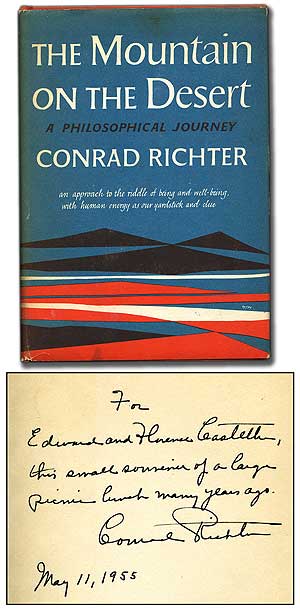 THE Mountain
ON THE Desert
A PHILOSOPHICAL JOURNEY
CONRAD RICHTER
an approach to the riddle of being and well-being,
with human energy as our yardstick and clue
For
Edward and Florence
this small souvenir of a large
picnic lunch many years ago.
Conrad Richter
May 11, 1955